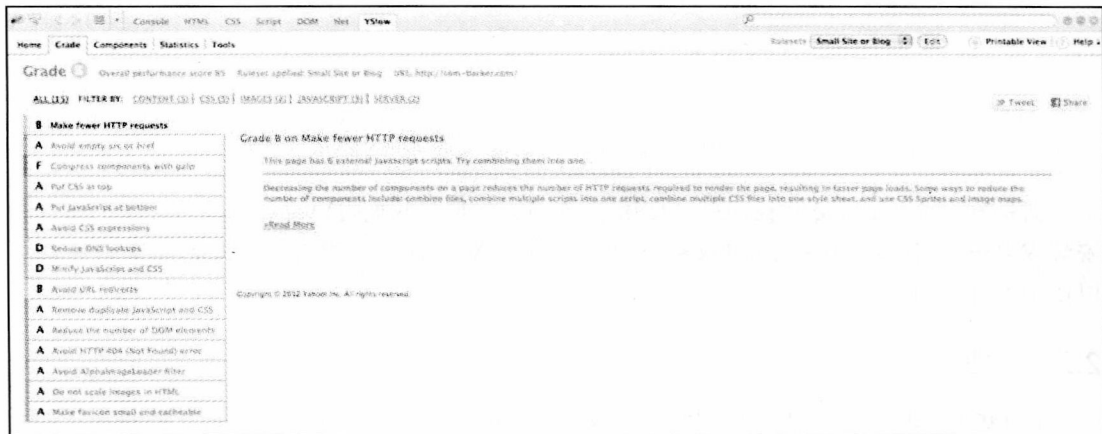 Console HTML CSS Script DOM Net YSlow
Home Grade Components Statistics Tools
Rulesets Small Site or Blog Edit Printable View Help
Grade Overall performance score 85 Ruleset applied: Small Site or Blog URL: http://tom-barker.com/
ALL (15) FILTER BY: CONTENT (5) | CSS (3) | IMAGES (2) | JAVASCRIPT (3) | SERVER (2)
Tweet Share
B Make fewer HTTP requests
A Avoid empty src or href
F Compress components with gzip
A Put CSS at top
A Put JavaScript at bottom
A Avoid CSS expressions
D Reduce DNS lookups
D Minify JavaScript and CSS
B Avoid URL redirects
A Remove duplicate JavaScript and CSS
A Reduce the number of DOM elements
A Avoid HTTP 404 (Not Found) error
A Avoid AlphaImageLoader filter
A Do not scale images in HTML
A Make favicon small and cacheable
Grade B on Make fewer HTTP requests
This page has 6 external Javascript scripts. Try combining them into one.
Decreasing the number of components on a page reduces the number of HTTP requests required to render the page, resulting in faster page loads. Some ways to reduce the
number of components include: combine files, combine multiple scripts into one script, combine multiple CSS files into one style sheet, and use CSS Sprites and image maps.
»Read More
Copyright © 2012 Yahoo! Inc. All rights reserved.